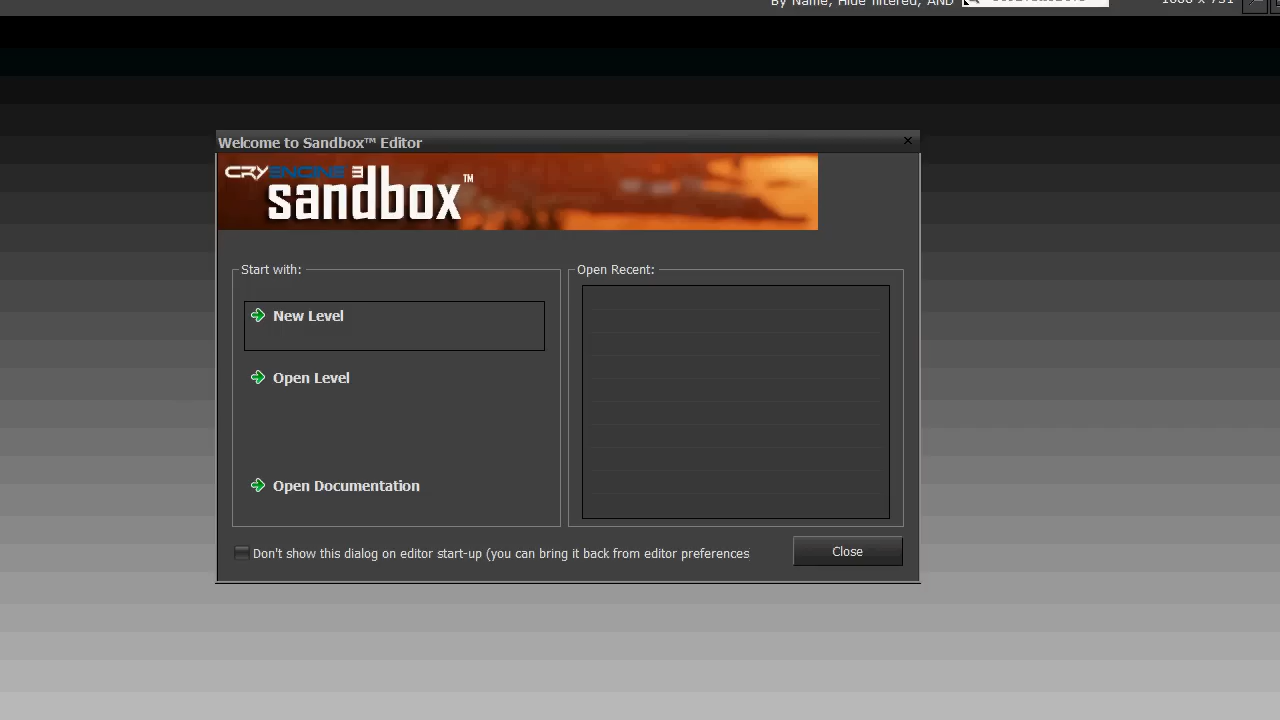 By Name, Hide filtered, AND
Welcome to Sandbox™ Editor
CRYENGINE 3
sandbox™
Start with:
Open Recent:
New Level
Open Level
Open Documentation
Don't show this dialog on editor start-up (you can bring it back from editor preferences
Close